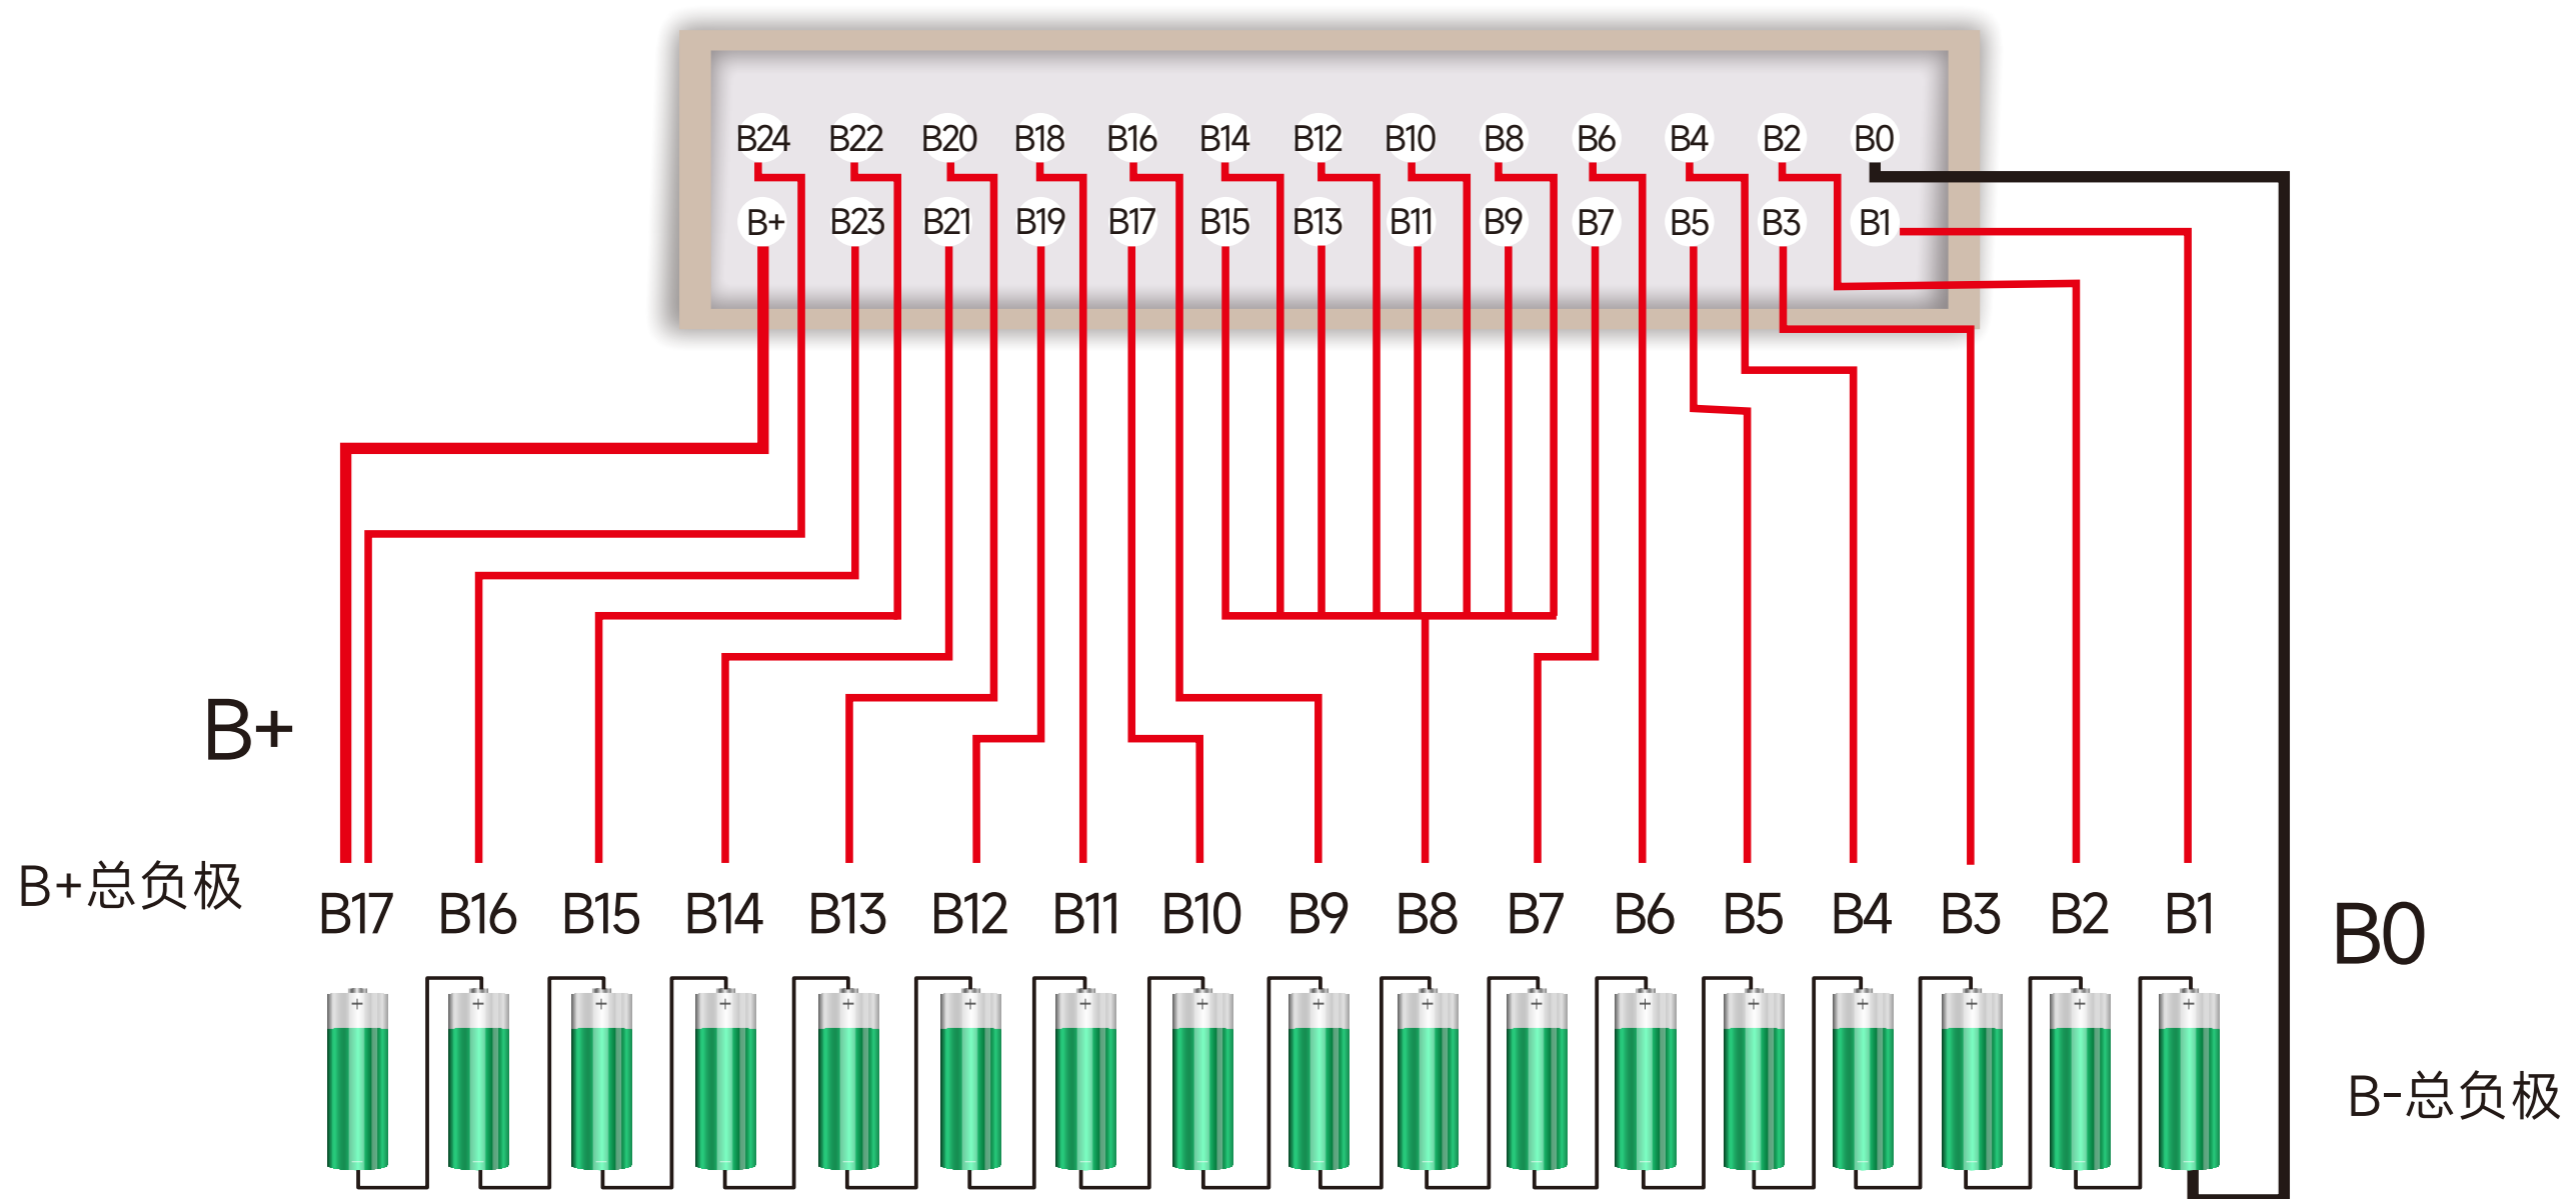 B24 B22 B20 B18 B16 B14 B12 B10 B8 B6 B4 B2 B0
B+ B23 B21 B19 B17 B15 B13 B11 B9 B7 B5 B3 B1
B+
B+总负极
B17 B16 B15 B14 B13 B12 B11 B10 B9 B8 B7 B6 B5 B4 B3 B2 B1
B0
+ + + + + + + + + + + + + + + + +
B-总负极